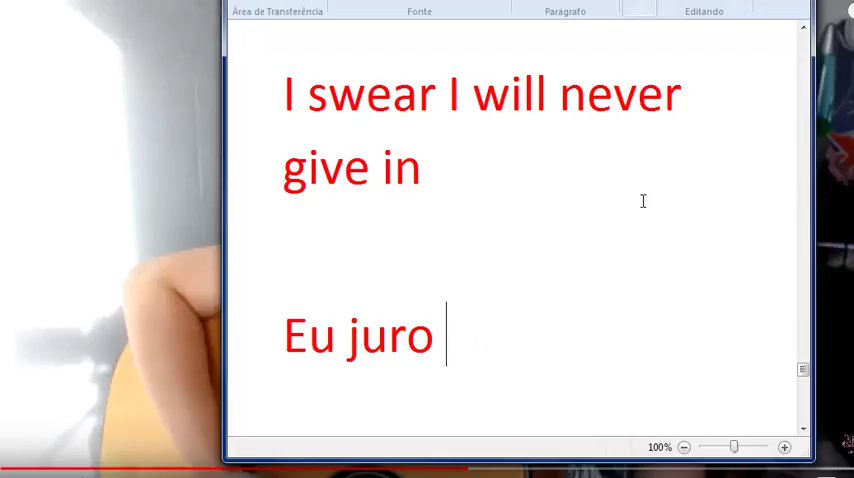 Área de Transferência Fonte Parágrafo Editando
I swear I will never
give in
Eu juro
100%